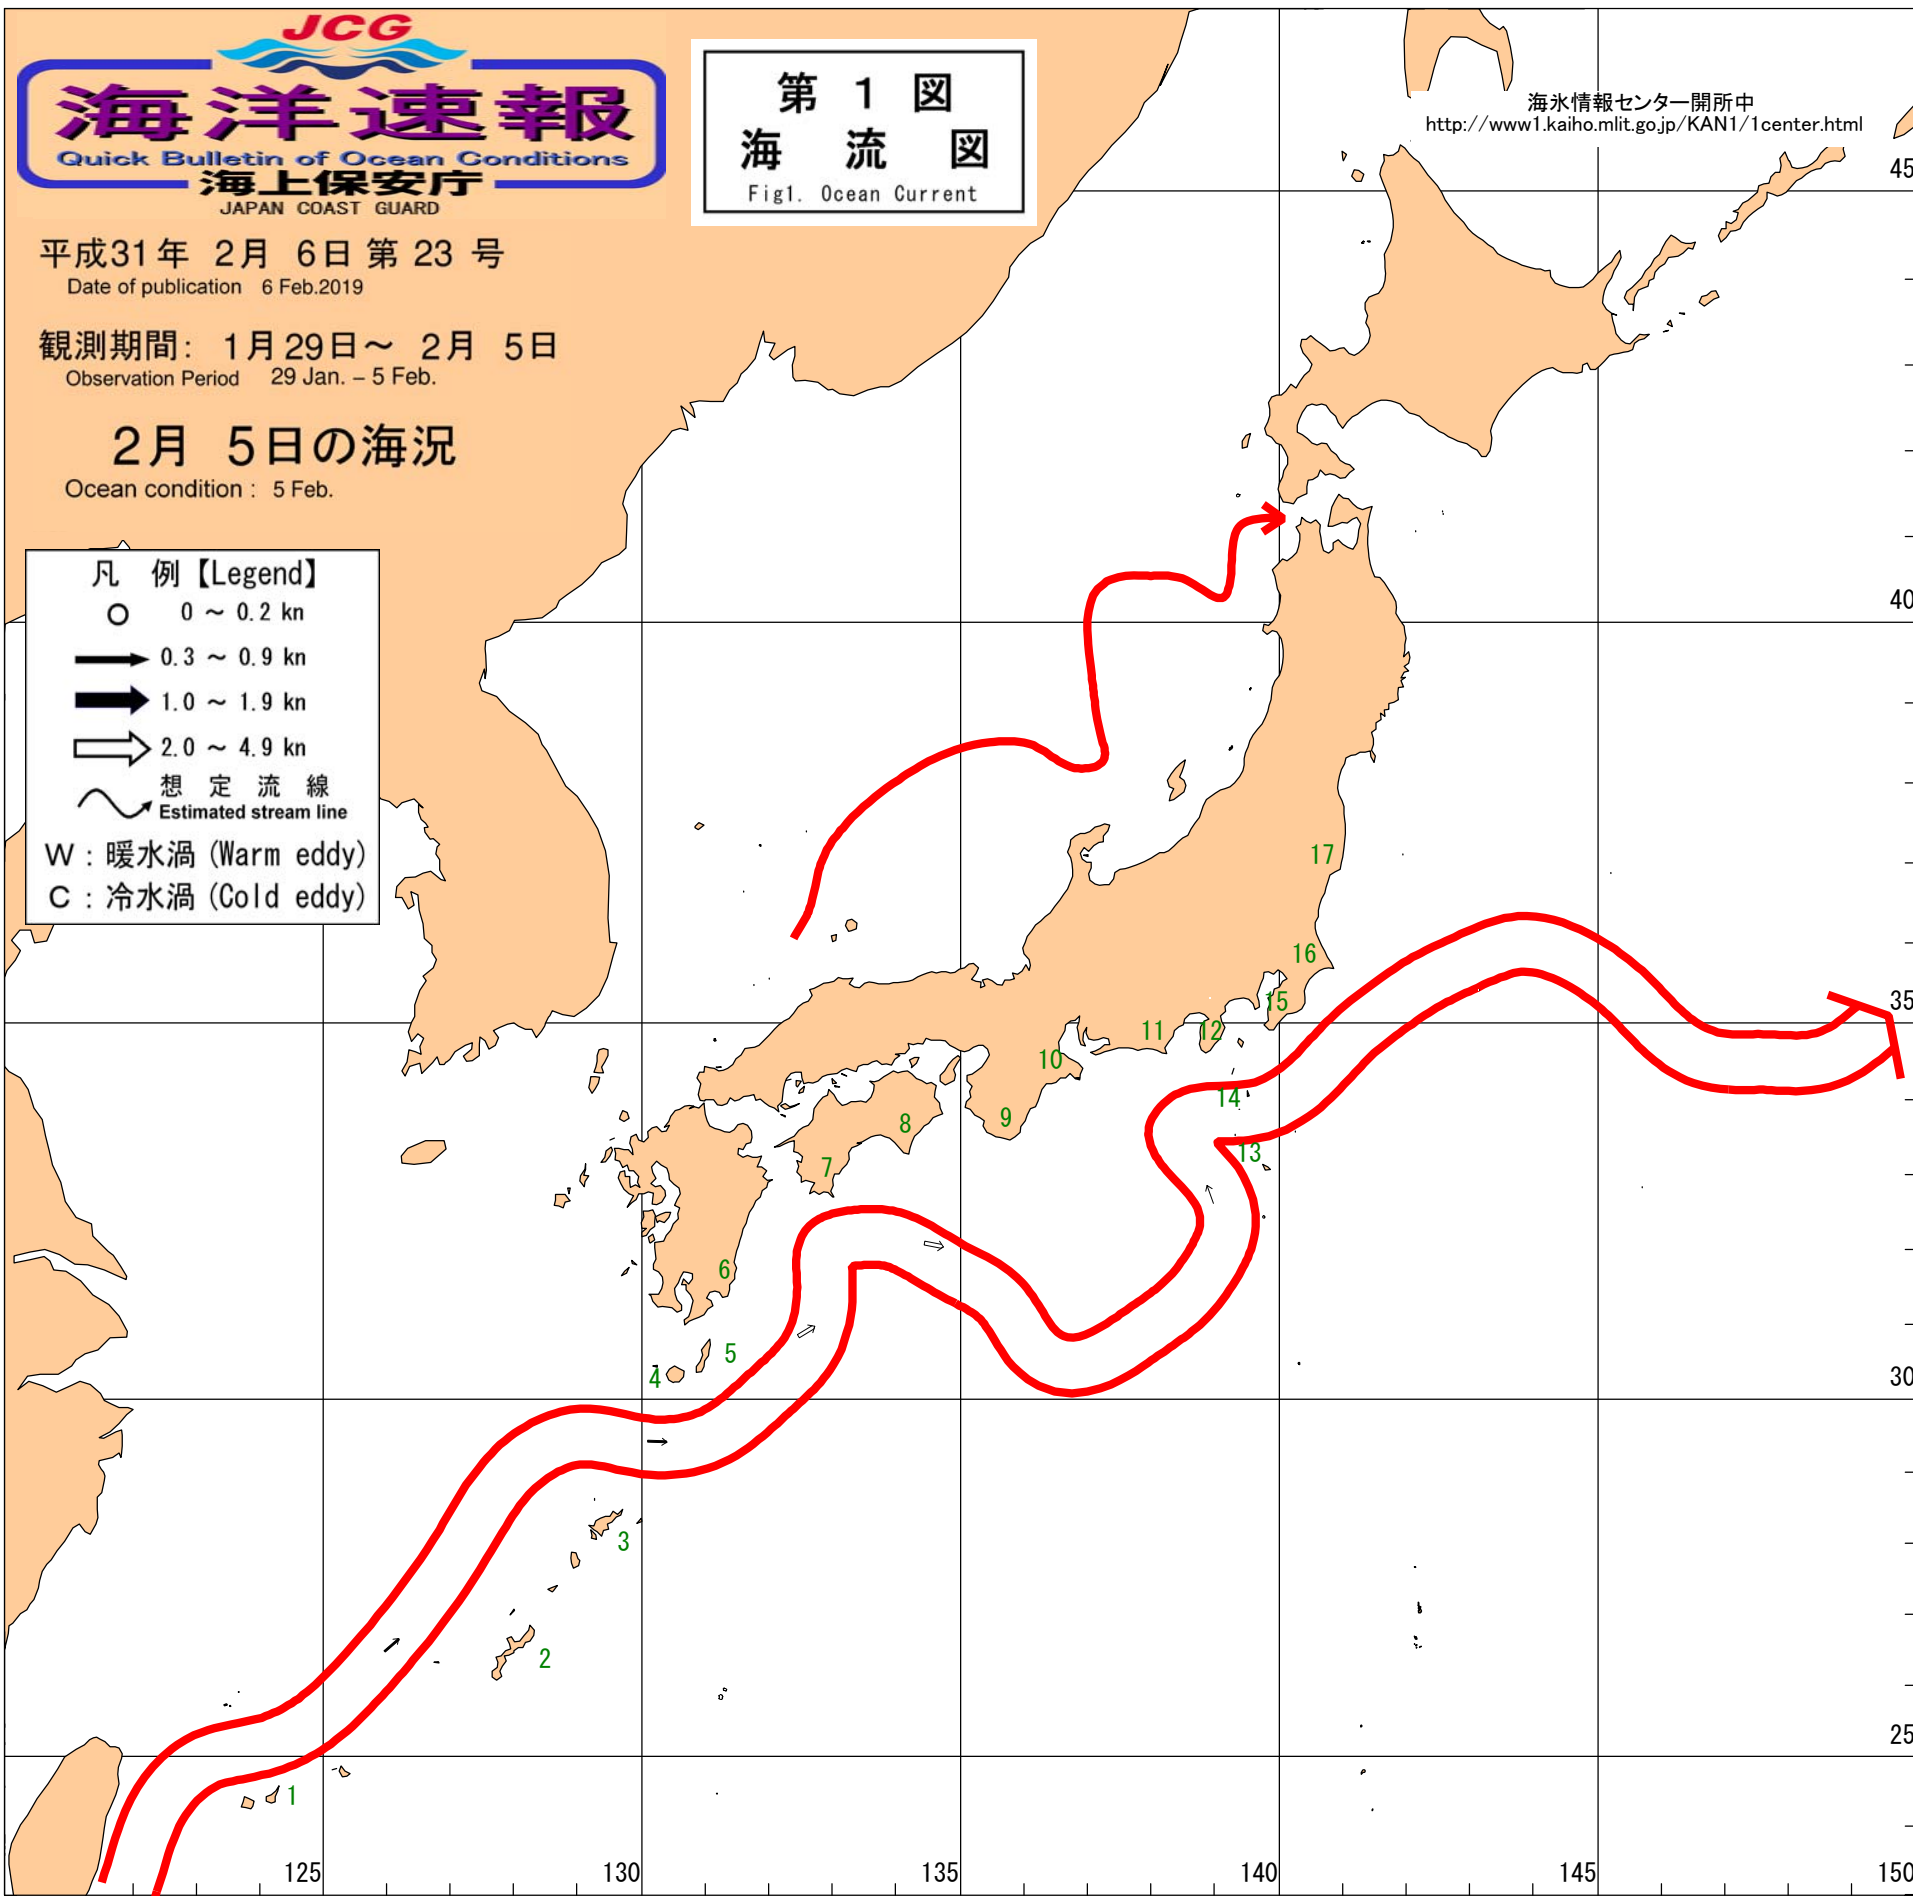 JCG
海洋速報
Quick Bulletin of Ocean Conditions
海上保安庁
JAPAN COAST GUARD
第 1 図
海 流 図
Fig1. Ocean Current
海氷情報センター開所中
http://www1.kaiho.mlit.go.jp/KAN1/1center.html
平成31年 2月 6日 第 23 号
Date of publication 6 Feb.2019
観測期間: 1月29日～ 2月 5日
Observation Period 29 Jan. – 5 Feb.
2月 5日の海況
Ocean condition : 5 Feb.
凡 例【Legend】
0 ～ 0.2 kn
0.3 ～ 0.9 kn
1.0 ～ 1.9 kn
2.0 ～ 4.9 kn
想 定 流 線
Estimated stream line
W : 暖水渦 (Warm eddy)
C : 冷水渦 (Cold eddy)
45
40
17
16
35
15
11
12
10
14
9
8
13
7
6
5
4
30
3
2
25
1
125
130
135
140
145
150